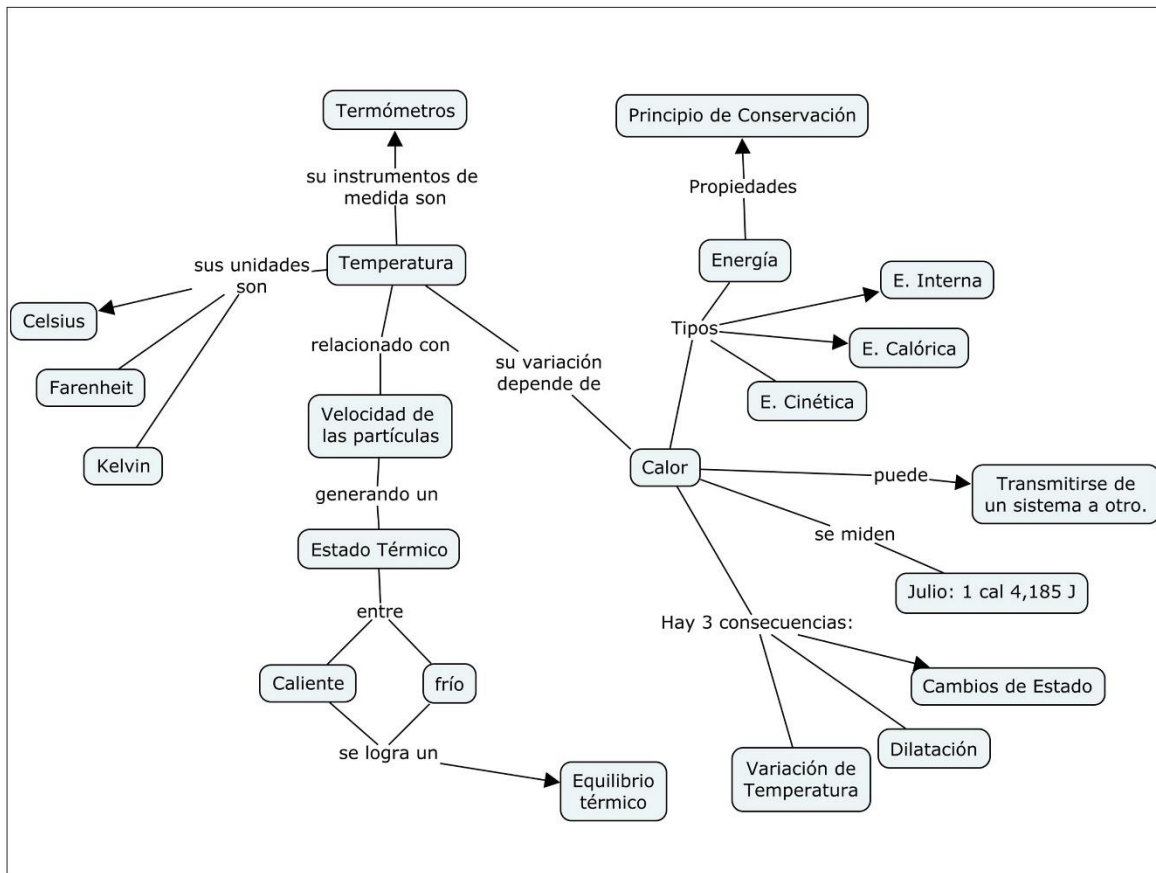 Termómetros
su instrumentos de
medida son
Temperatura
sus unidades
son
Celsius
Farenheit
Kelvin
relacionado con
Velocidad de
las partículas
generando un
Estado Térmico
entre
Caliente
frío
se logra un
Equilibrio
térmico
su variación
depende de
Principio de Conservación
Propiedades
Energía
Tipos
E. Interna
E. Calórica
E. Cinética
Calor
puede
Transmitirse de
un sistema a otro.
se miden
Julio: 1 cal 4,185 J
Hay 3 consecuencias:
Cambios de Estado
Dilatación
Variación de
Temperatura